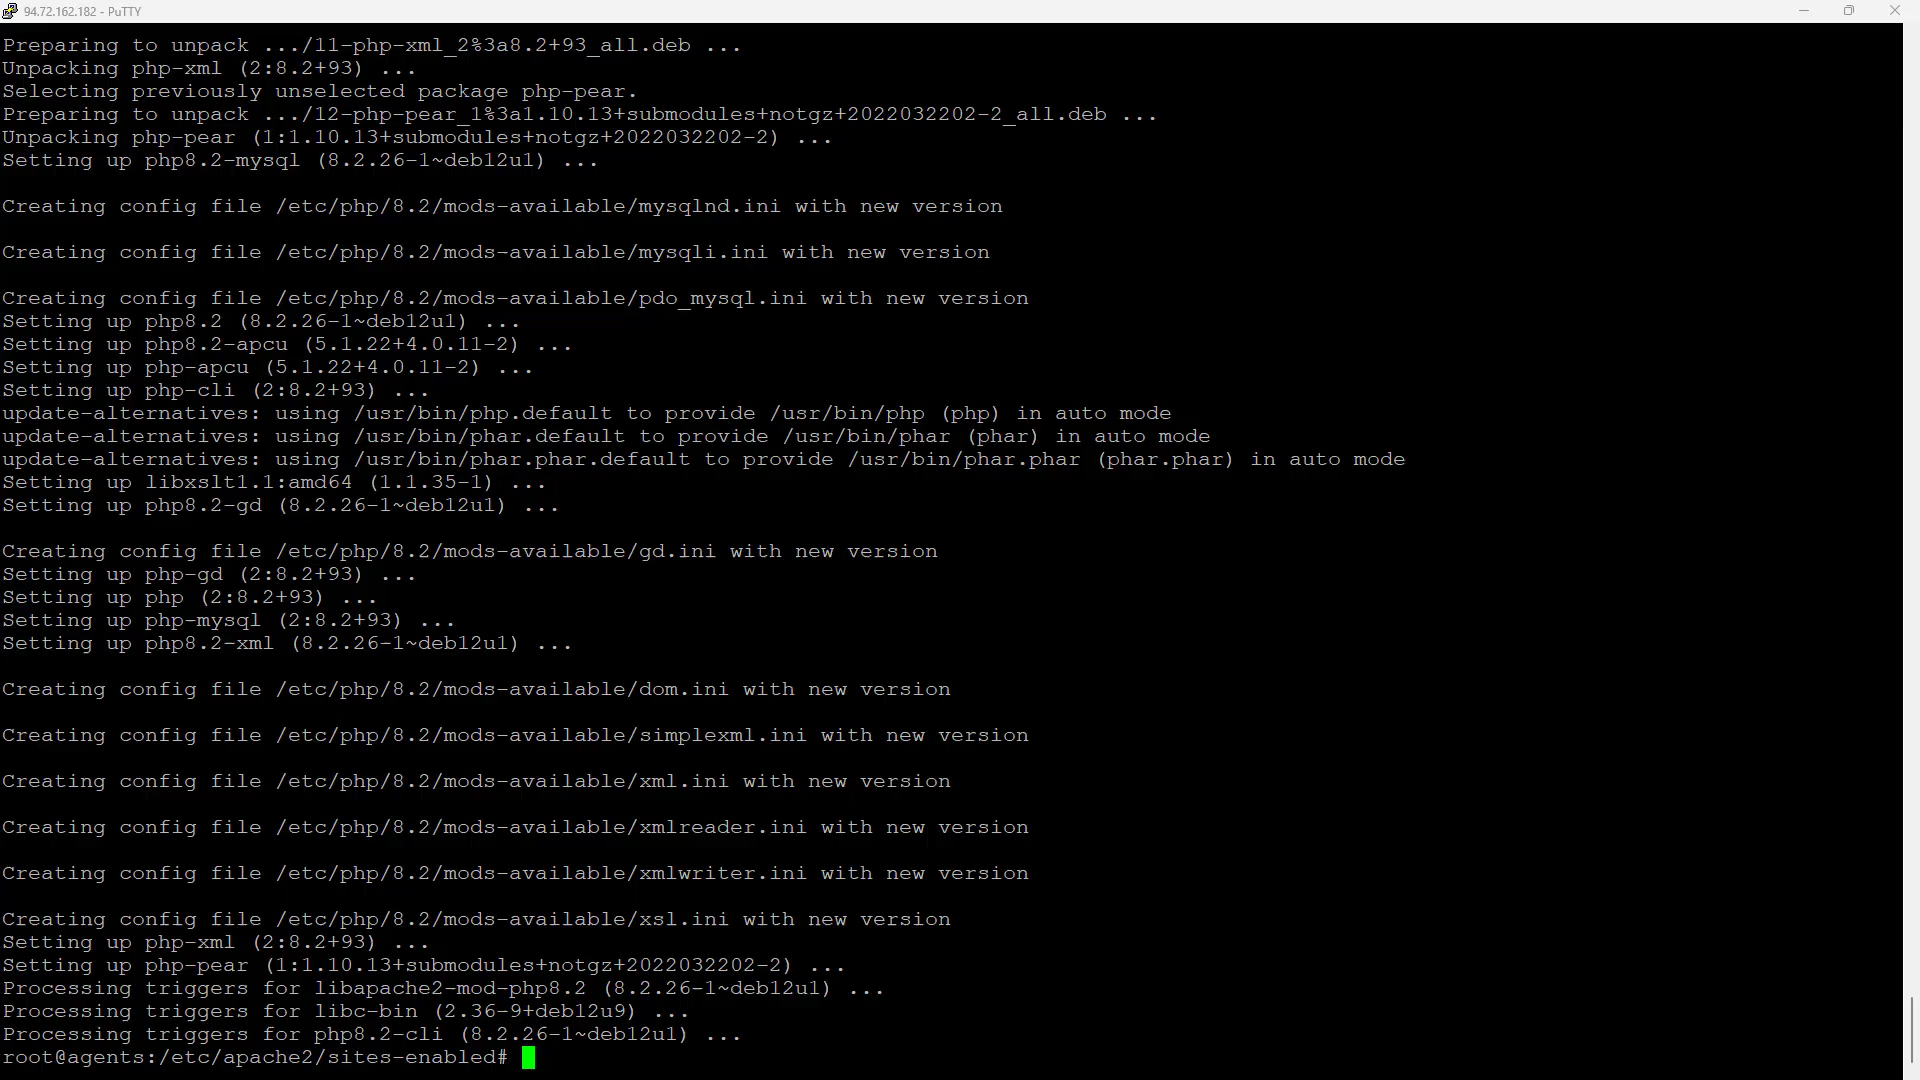 94.72.162.182 - PuTTY
Preparing to unpack .../11-php-xml_2%3a8.2+93_all.deb ...
Unpacking php-xml (2:8.2+93) ...
Selecting previously unselected package php-pear.
Preparing to unpack .../12-php-pear_1%3a1.10.13+submodules+notgz+2022032202-2_all.deb ...
Unpacking php-pear (1:1.10.13+submodules+notgz+2022032202-2) ...
Setting up php8.2-mysql (8.2.26-1~deb12u1) ...
Creating config file /etc/php/8.2/mods-available/mysqlnd.ini with new version
Creating config file /etc/php/8.2/mods-available/mysqli.ini with new version
Creating config file /etc/php/8.2/mods-available/pdo_mysql.ini with new version
Setting up php8.2 (8.2.26-1~deb12u1) ...
Setting up php8.2-apcu (5.1.22+4.0.11-2) ...
Setting up php-apcu (5.1.22+4.0.11-2) ...
Setting up php-cli (2:8.2+93) ...
update-alternatives: using /usr/bin/php.default to provide /usr/bin/php (php) in auto mode
update-alternatives: using /usr/bin/phar.default to provide /usr/bin/phar (phar) in auto mode
update-alternatives: using /usr/bin/phar.phar.default to provide /usr/bin/phar.phar (phar.phar) in auto mode
Setting up libxslt1.1:amd64 (1.1.35-1) ...
Setting up php8.2-gd (8.2.26-1~deb12u1) ...
Creating config file /etc/php/8.2/mods-available/gd.ini with new version
Setting up php-gd (2:8.2+93) ...
Setting up php (2:8.2+93) ...
Setting up php-mysql (2:8.2+93) ...
Setting up php8.2-xml (8.2.26-1~deb12u1) ...
Creating config file /etc/php/8.2/mods-available/dom.ini with new version
Creating config file /etc/php/8.2/mods-available/simplexml.ini with new version
Creating config file /etc/php/8.2/mods-available/xml.ini with new version
Creating config file /etc/php/8.2/mods-available/xmlreader.ini with new version
Creating config file /etc/php/8.2/mods-available/xmlwriter.ini with new version
Creating config file /etc/php/8.2/mods-available/xsl.ini with new version
Setting up php-xml (2:8.2+93) ...
Setting up php-pear (1:1.10.13+submodules+notgz+2022032202-2) ...
Processing triggers for libapache2-mod-php8.2 (8.2.26-1~deb12u1) ...
Processing triggers for libc-bin (2.36-9+deb12u9) ...
Processing triggers for php8.2-cli (8.2.26-1~deb12u1) ...
root@agents:/etc/apache2/sites-enabled#